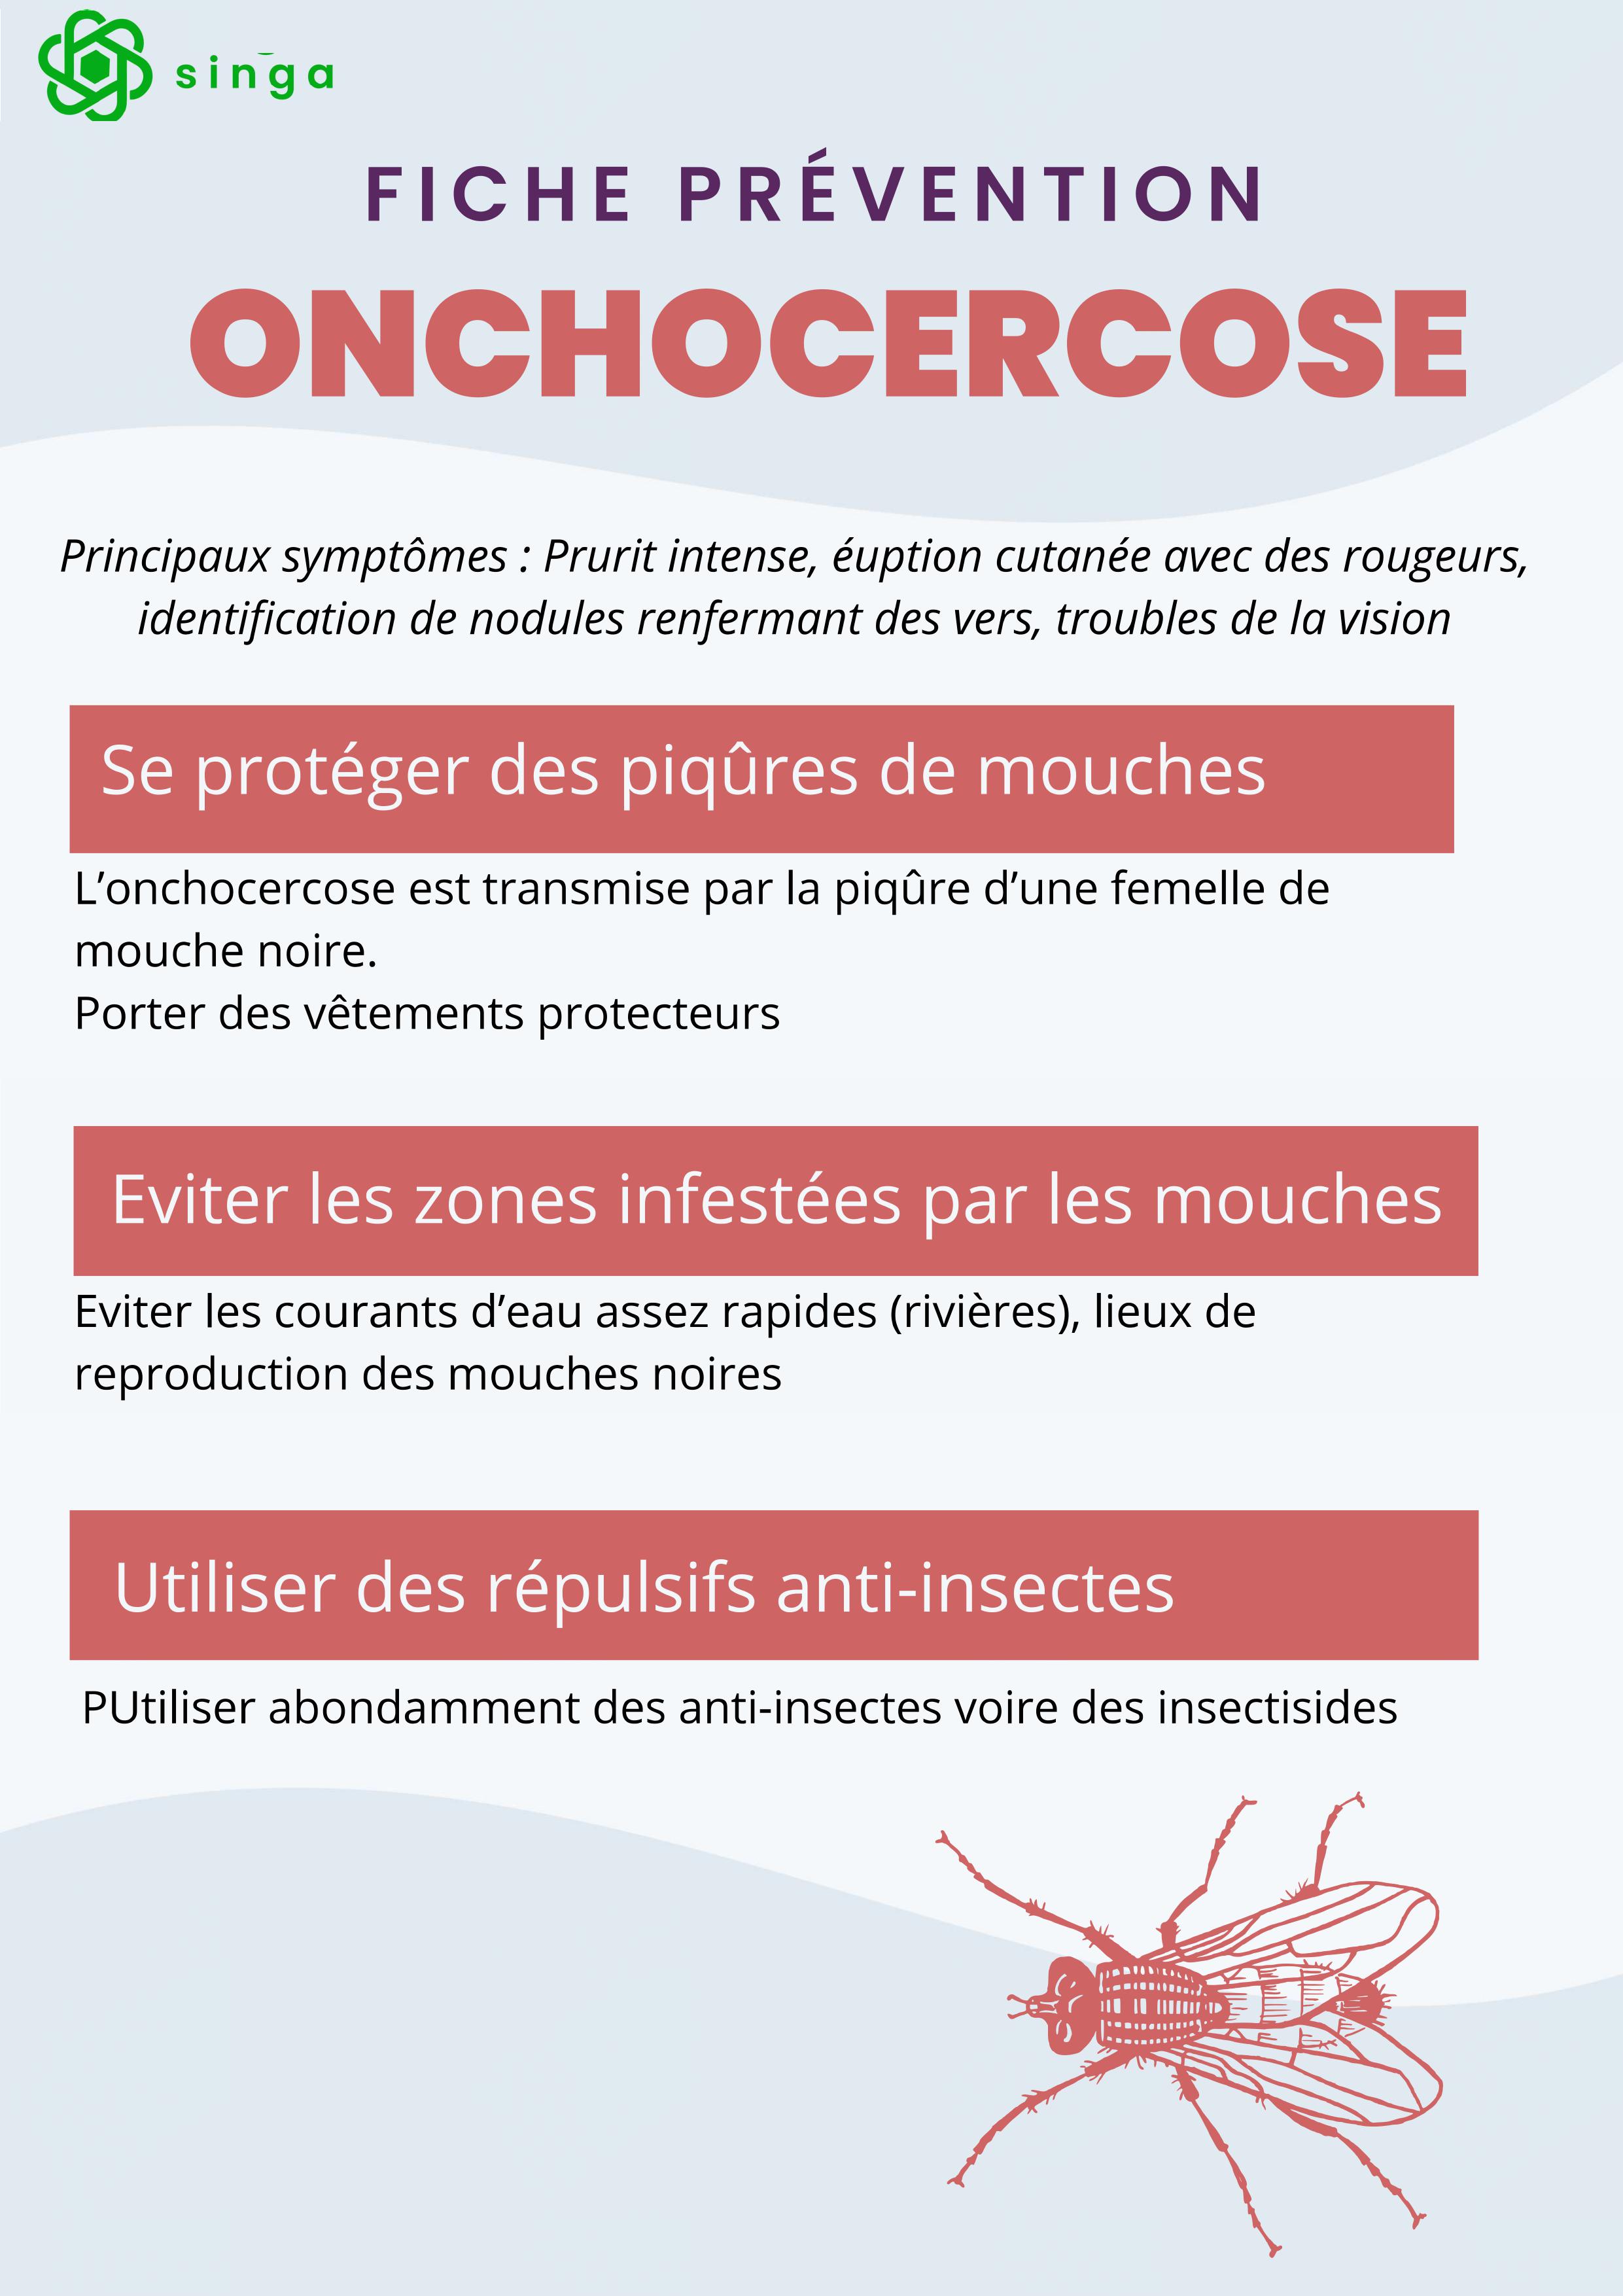 singa
FICHE PRÉVENTION
ONCHOCERCOSE
Principaux symptômes : Prurit intense, éuption cutanée avec des rougeurs,
identification de nodules renfermant des vers, troubles de la vision
Se protéger des piqûres de mouches
L’onchocercose est transmise par la piqûre d’une femelle de
mouche noire.
Porter des vêtements protecteurs
Eviter les zones infestées par les mouches
Eviter les courants d’eau assez rapides (rivières), lieux de
reproduction des mouches noires
Utiliser des répulsifs anti-insectes
PUtiliser abondamment des anti-insectes voire des insectisides